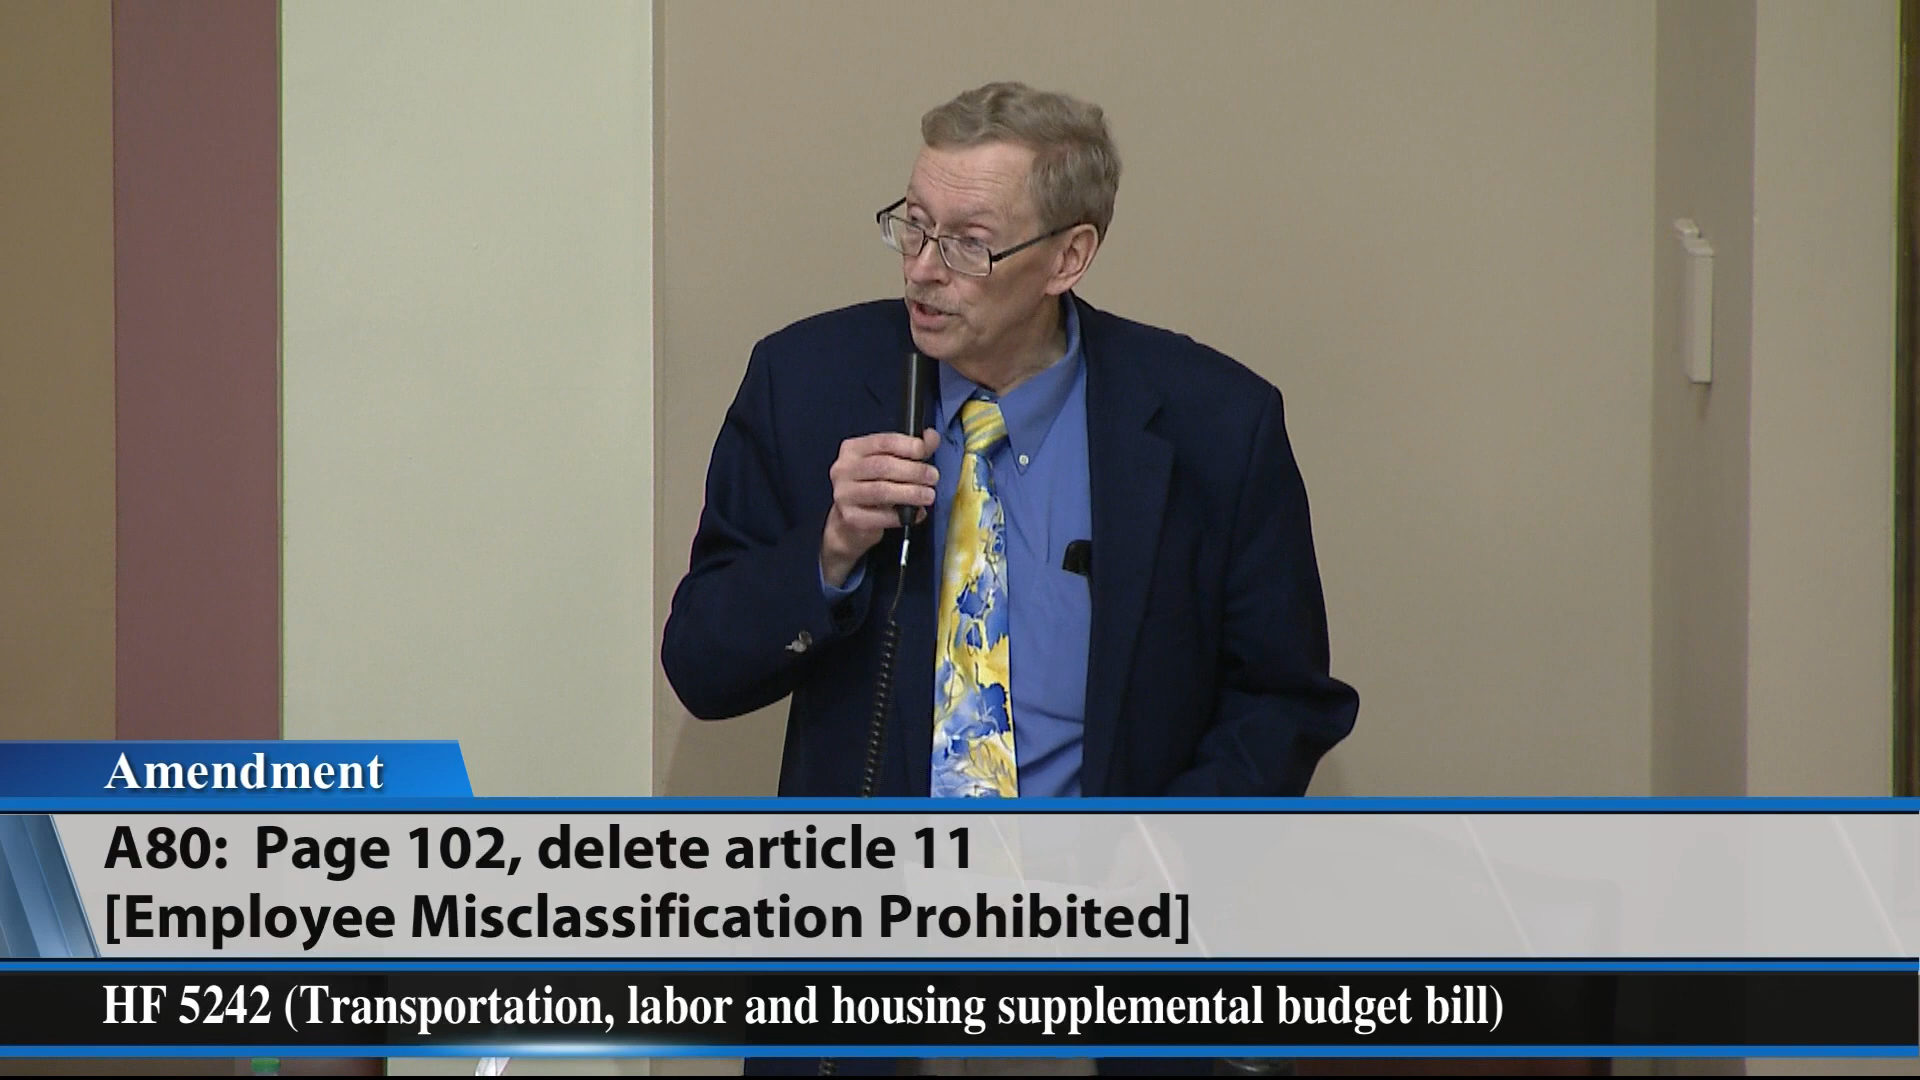 Amendment
A80: Page 102, delete article 11
[Employee Misclassification Prohibited]
HF 5242 (Transportation, labor and housing supplemental budget bill)